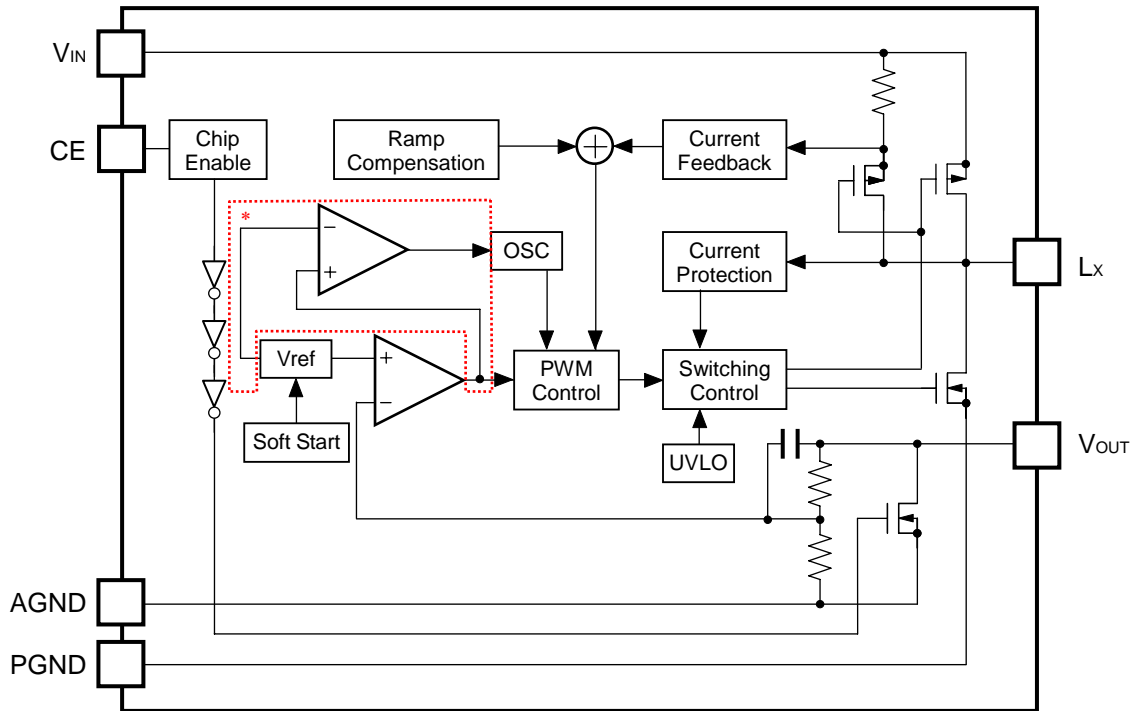 VIN
CE
Chip
Enable
Ramp
Compensation
+
Current
Feedback
*
−
+
OSC
Current
Protection
LX
Vref
+
−
PWM
Control
Switching
Control
Soft Start
UVLO
VOUT
AGND
PGND